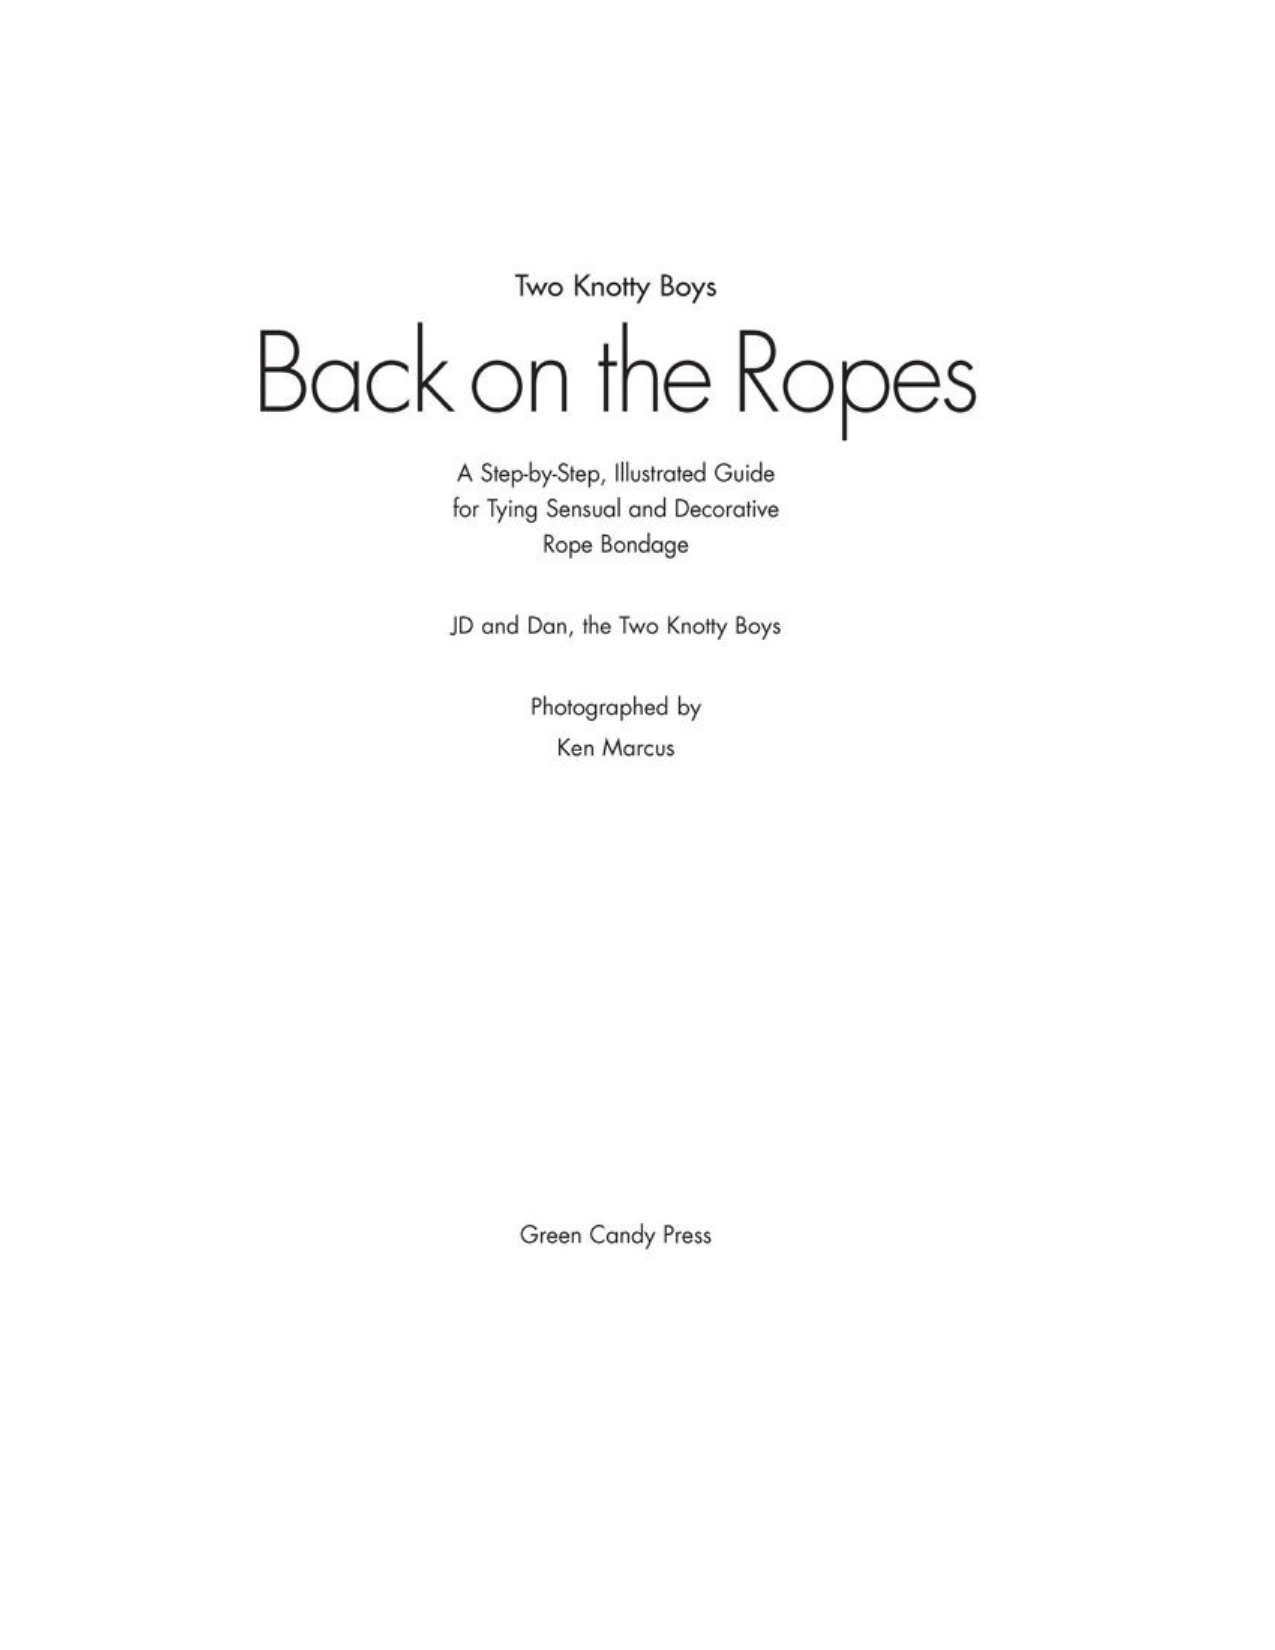 Two Knotty Boys
Back on the Ropes
A Step-by-Step, Illustrated Guide
for Tying Sensual and Decorative
Rope Bondage
JD and Dan, the Two Knotty Boys
Photographed by
Ken Marcus
Green Candy Press